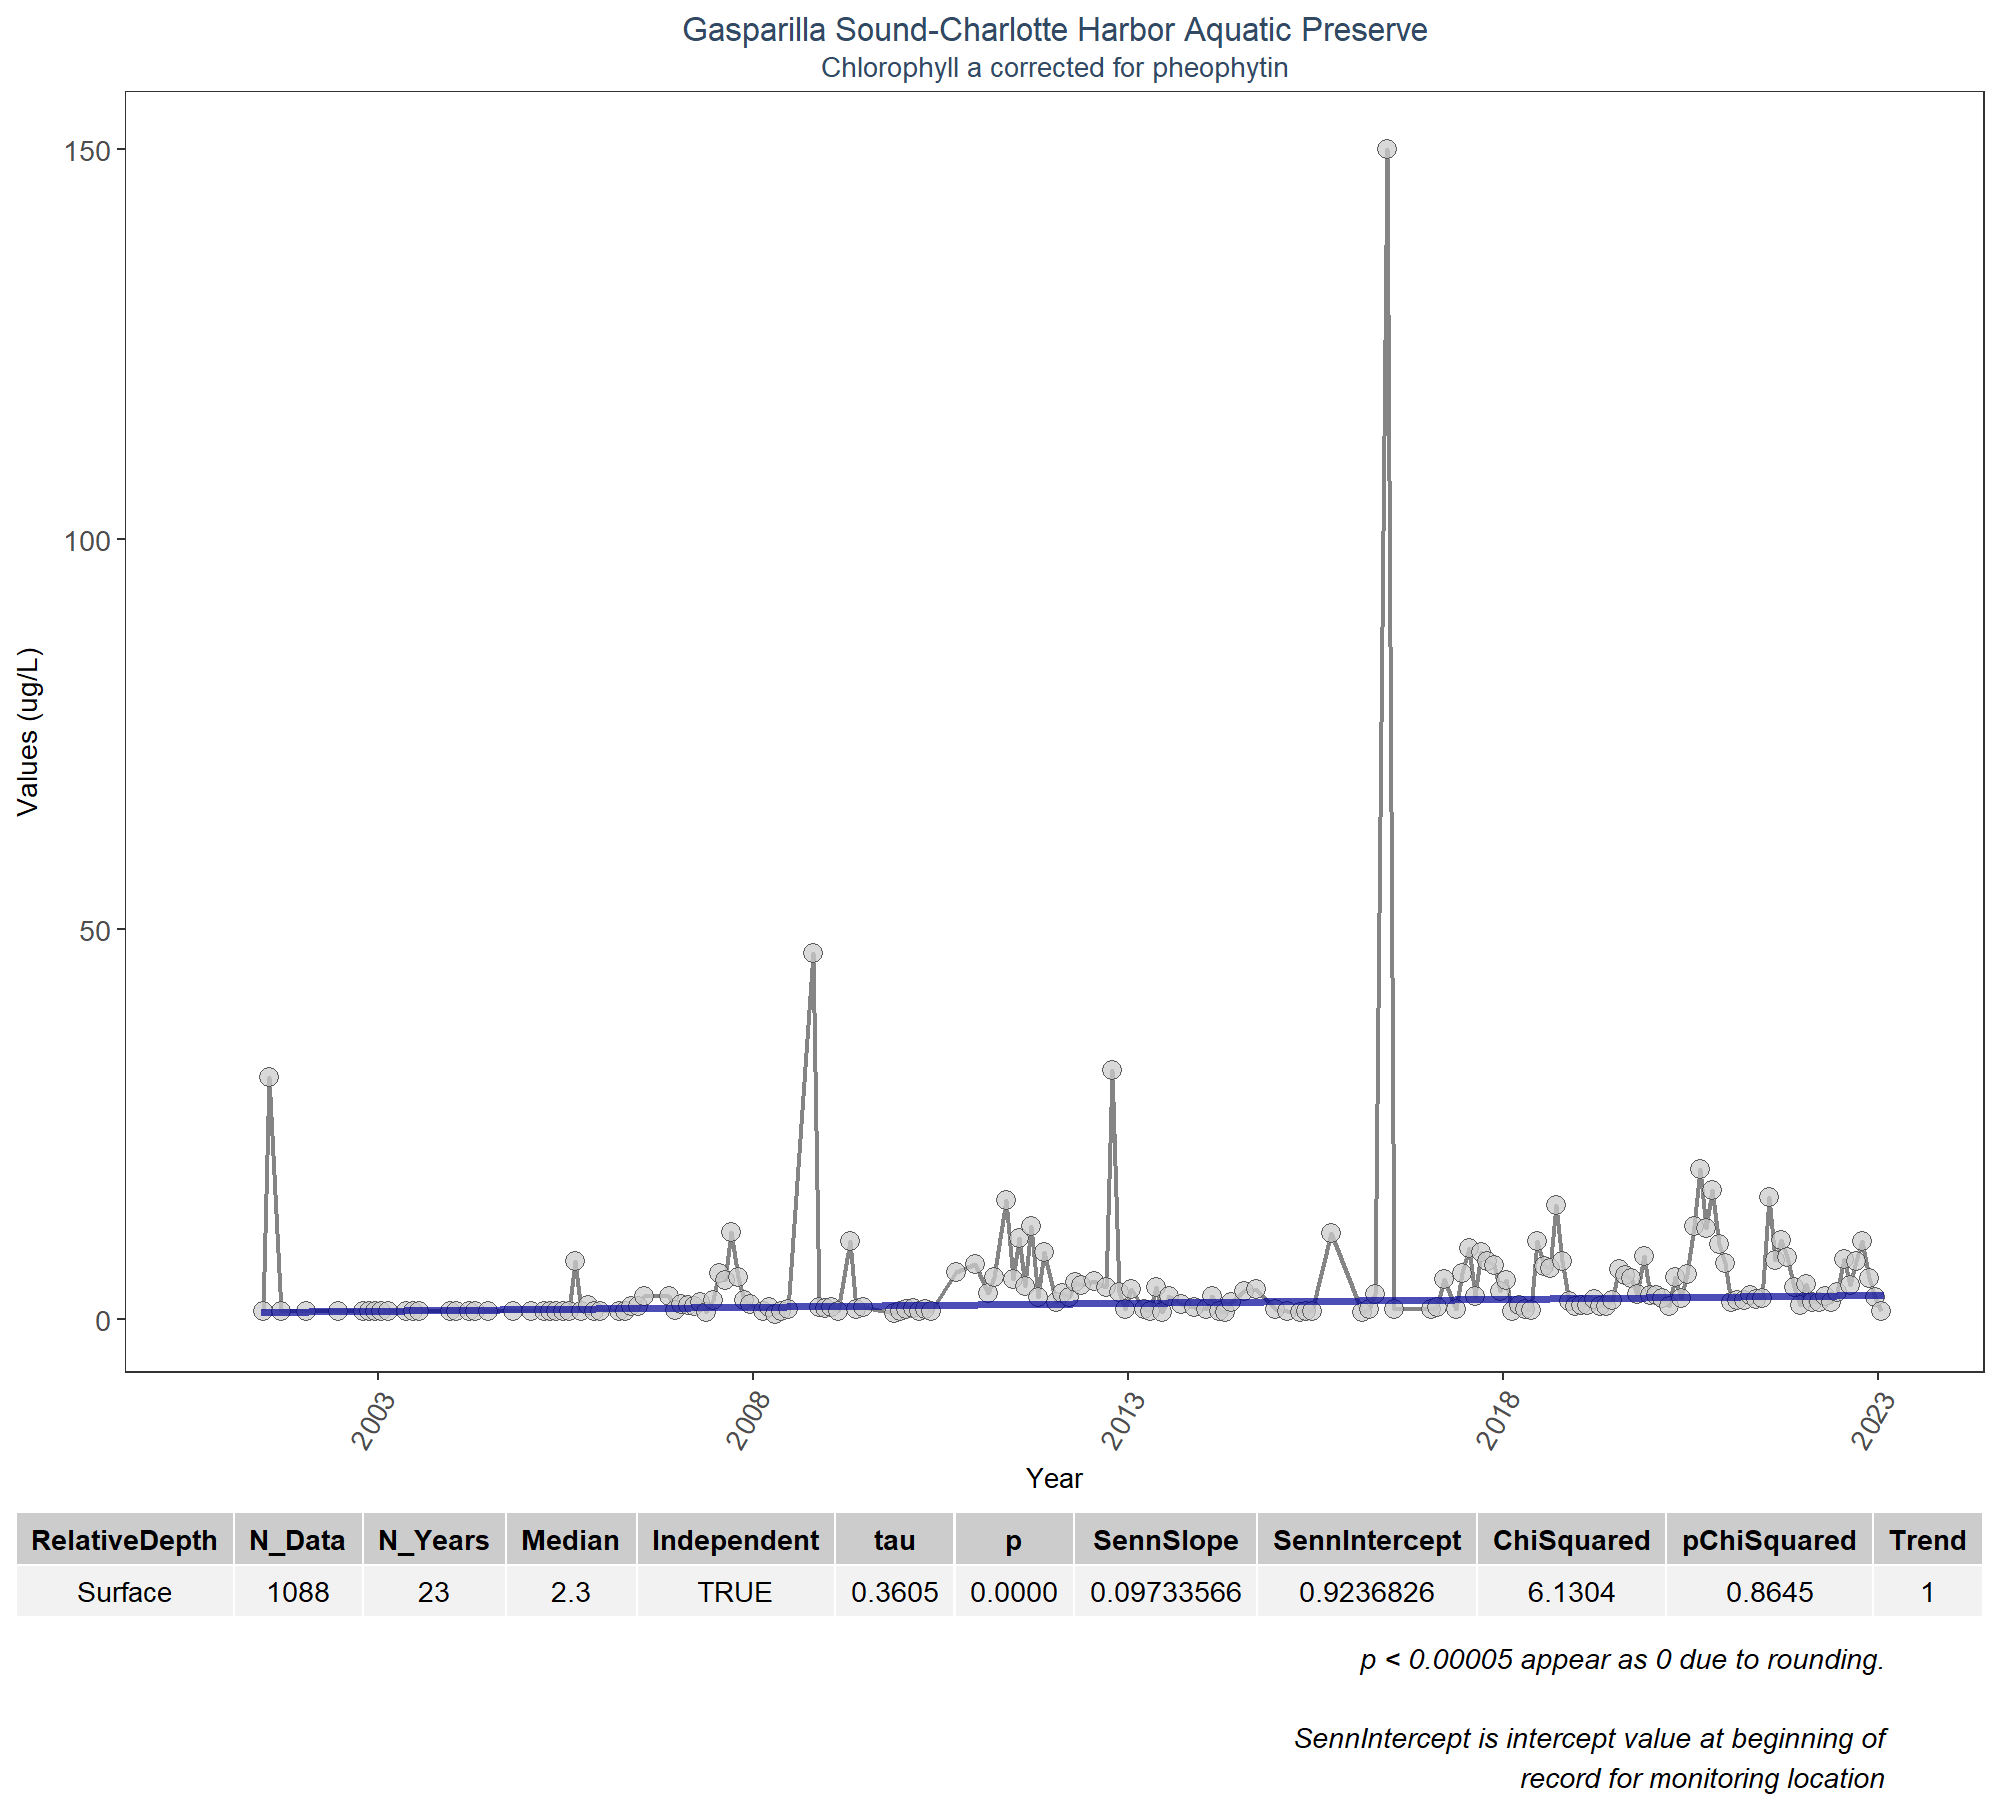 Gasparilla Sound-Charlotte Harbor Aquatic Preserve
Chlorophyll a corrected for pheophytin
Values (ug/L)
150
100
50
0
2003
2008
2013
2018
2023
Year
RelativeDepth N_Data N_Years Median Independent tau p SennSlope SennIntercept ChiSquared pChiSquared Trend
Surface 1088 23 2.3 TRUE 0.3605 0.0000 0.09733566 0.9236826 6.1304 0.8645 1
p < 0.00005 appear as 0 due to rounding.
SennIntercept is intercept value at beginning of
record for monitoring location